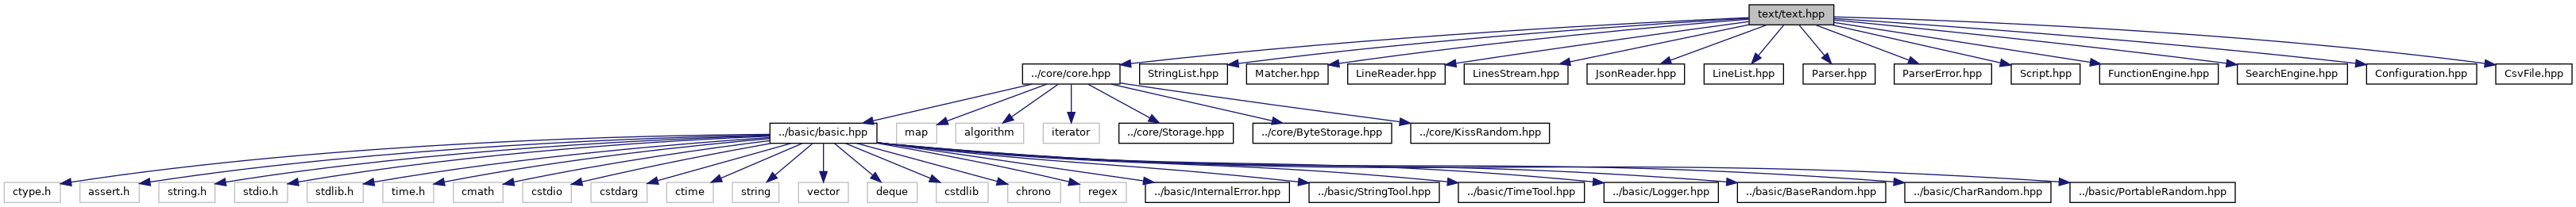 text/text.hpp
../core/core.hpp
StringList.hpp
Matcher.hpp
LineReader.hpp
LinesStream.hpp
JsonReader.hpp
LineList.hpp
Parser.hpp
ParserError.hpp
Script.hpp
FunctionEngine.hpp
SearchEngine.hpp
Configuration.hpp
CsvFile.hpp
../basic/basic.hpp
map
algorithm
iterator
../core/Storage.hpp
../core/ByteStorage.hpp
../core/KissRandom.hpp
ctype.h
assert.h
string.h
stdio.h
stdlib.h
time.h
cmath
cstdio
cstdarg
ctime
string
vector
deque
cstdlib
chrono
regex
../basic/InternalError.hpp
../basic/StringTool.hpp
../basic/TimeTool.hpp
../basic/Logger.hpp
../basic/BaseRandom.hpp
../basic/CharRandom.hpp
../basic/PortableRandom.hpp